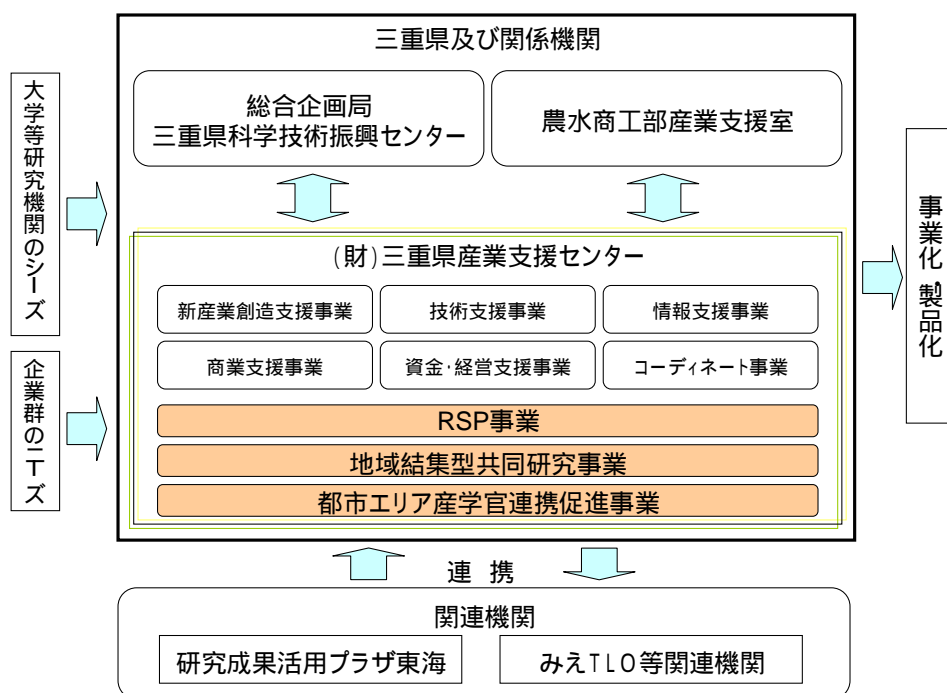 三重県及び関係機関
大学等研究機関のシーズ
企業群のニーズ
総合企画局
三重県科学技術振興センター
農水商工部産業支援室
(財)三重県産業支援センター
新産業創造支援事業
技術支援事業
情報支援事業
商業支援事業
資金・経営支援事業
コーディネート事業
RSP事業
地域結集型共同研究事業
都市エリア産学官連携促進事業
事業化・製品化
連 携
関連機関
研究成果活用プラザ東海
みえTLO等関連機関